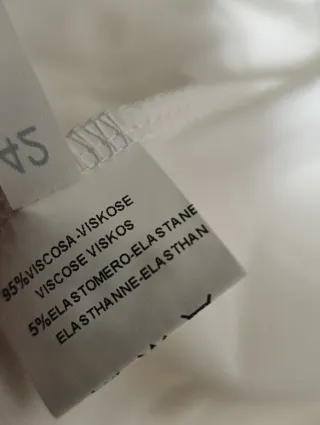 95%VISCOSA-VISKOSE
VISCOSE VISKOS
5%ELASTOMERO-ELASTANE
ELASTHANNE-ELASTHAN